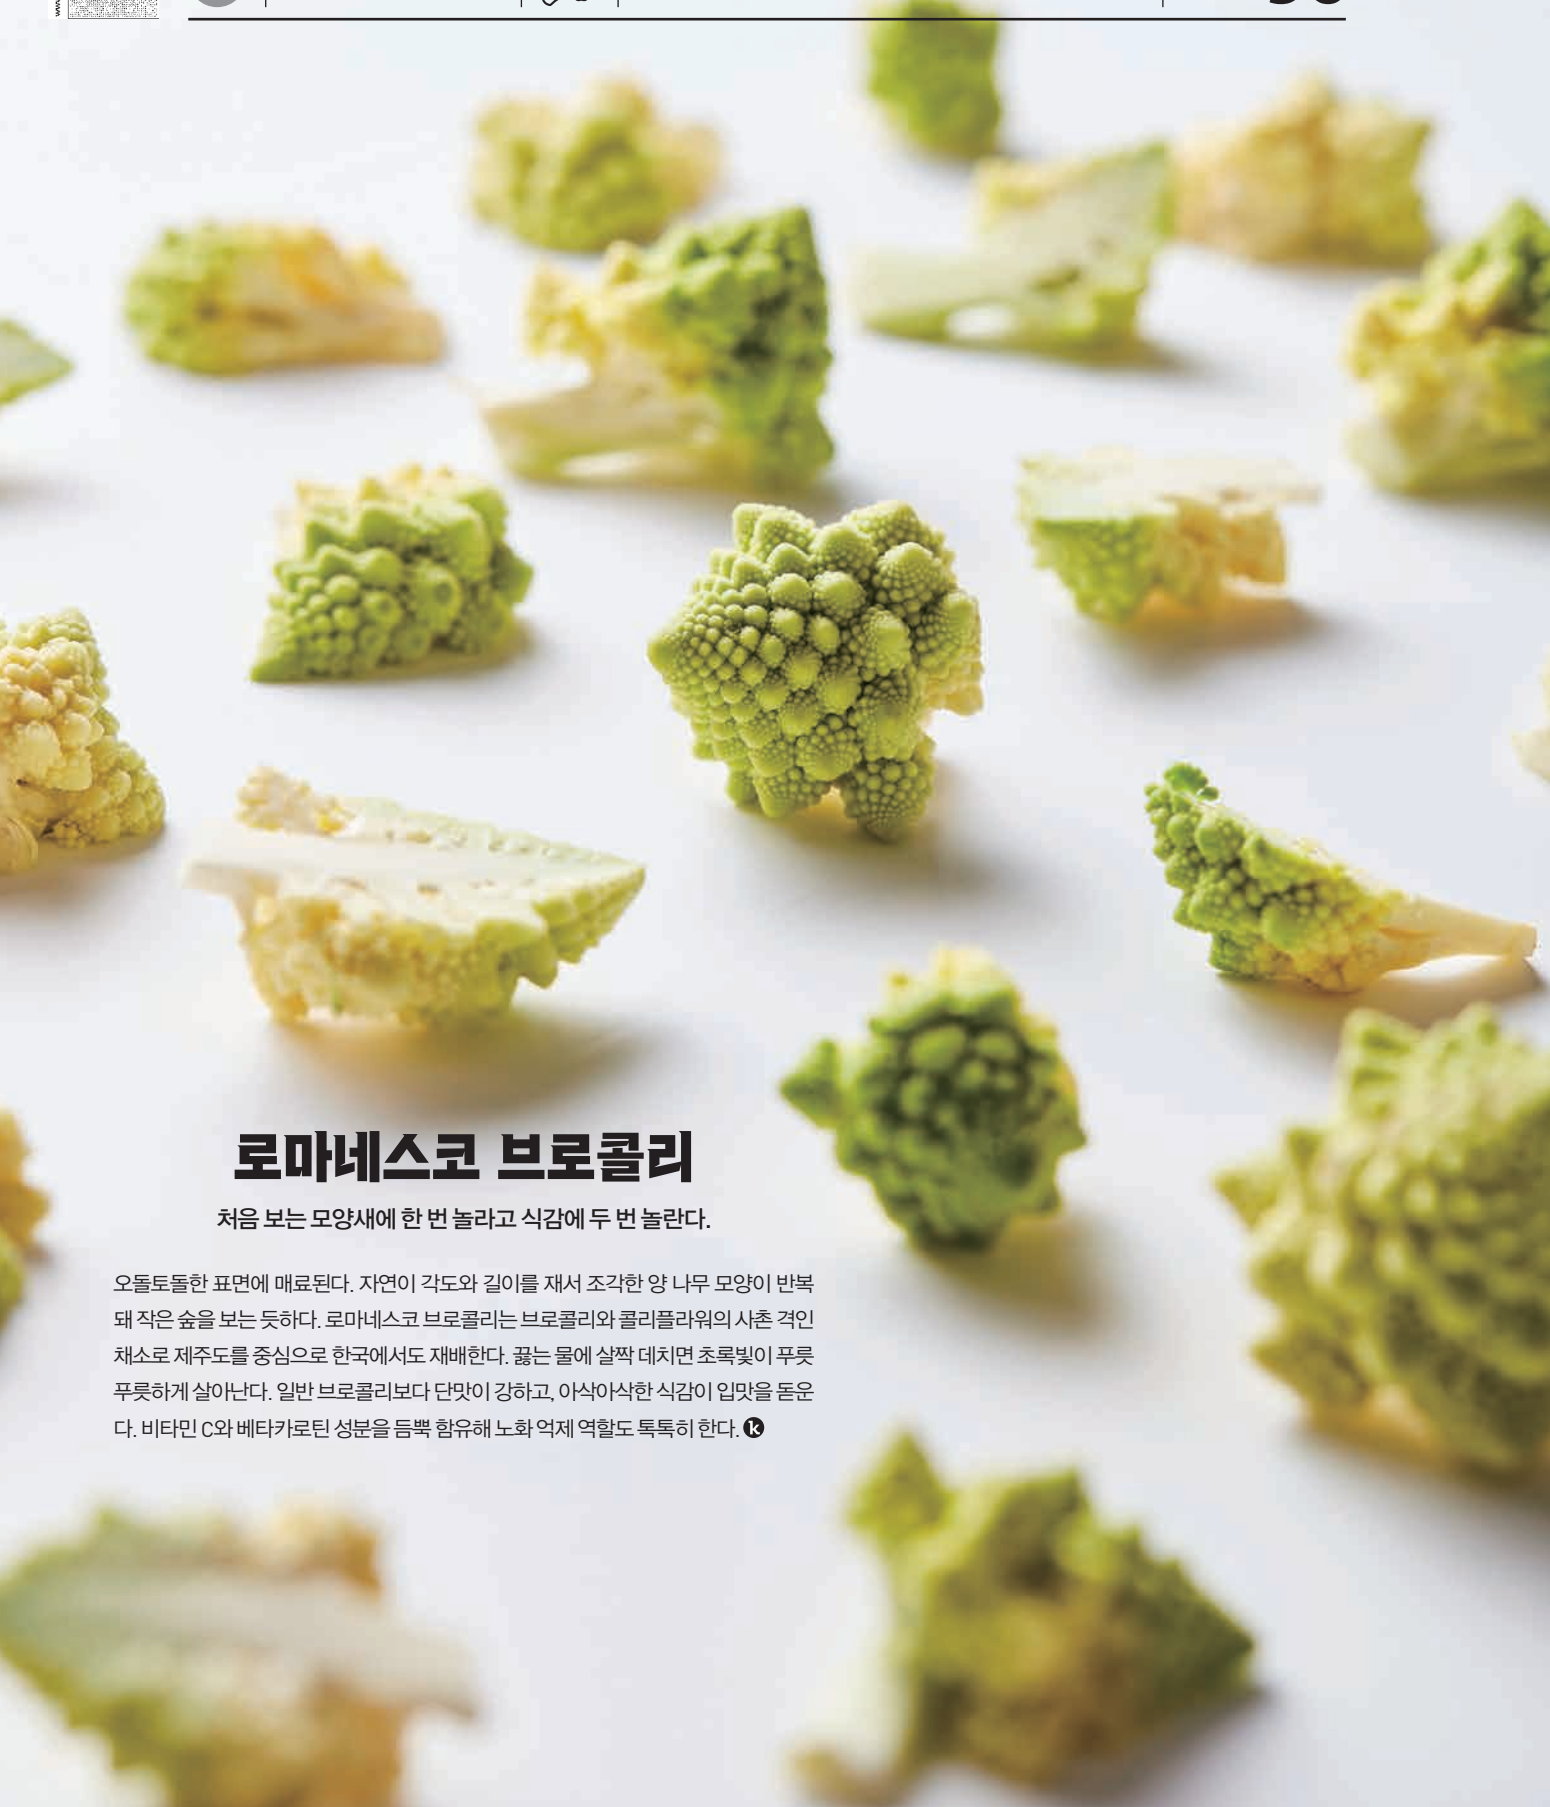 로마네스코 브로콜리
처음 보는 모양새에 한 번 놀라고 식감에 두 번 놀란다.
오돌토돌한 표면에 매료된다. 자연이 각도와 길이를 재서 조각한 양 나무 모양이 반복
돼 작은 숲을 보는 듯하다. 로마네스코 브로콜리는 브로콜리와 콜리플라워의 사촌 격인
채소로 제주도를 중심으로 한국에서도 재배한다. 끓는 물에 살짝 데치면 초록빛이 푸릇
푸릇하게 살아난다. 일반 브로콜리보다 단맛이 강하고, 아삭아삭한 식감이 입맛을 돋운
다. 비타민 C와 베타카로틴 성분을 듬뿍 함유해 노화 억제 역할도 톡톡히 한다. k